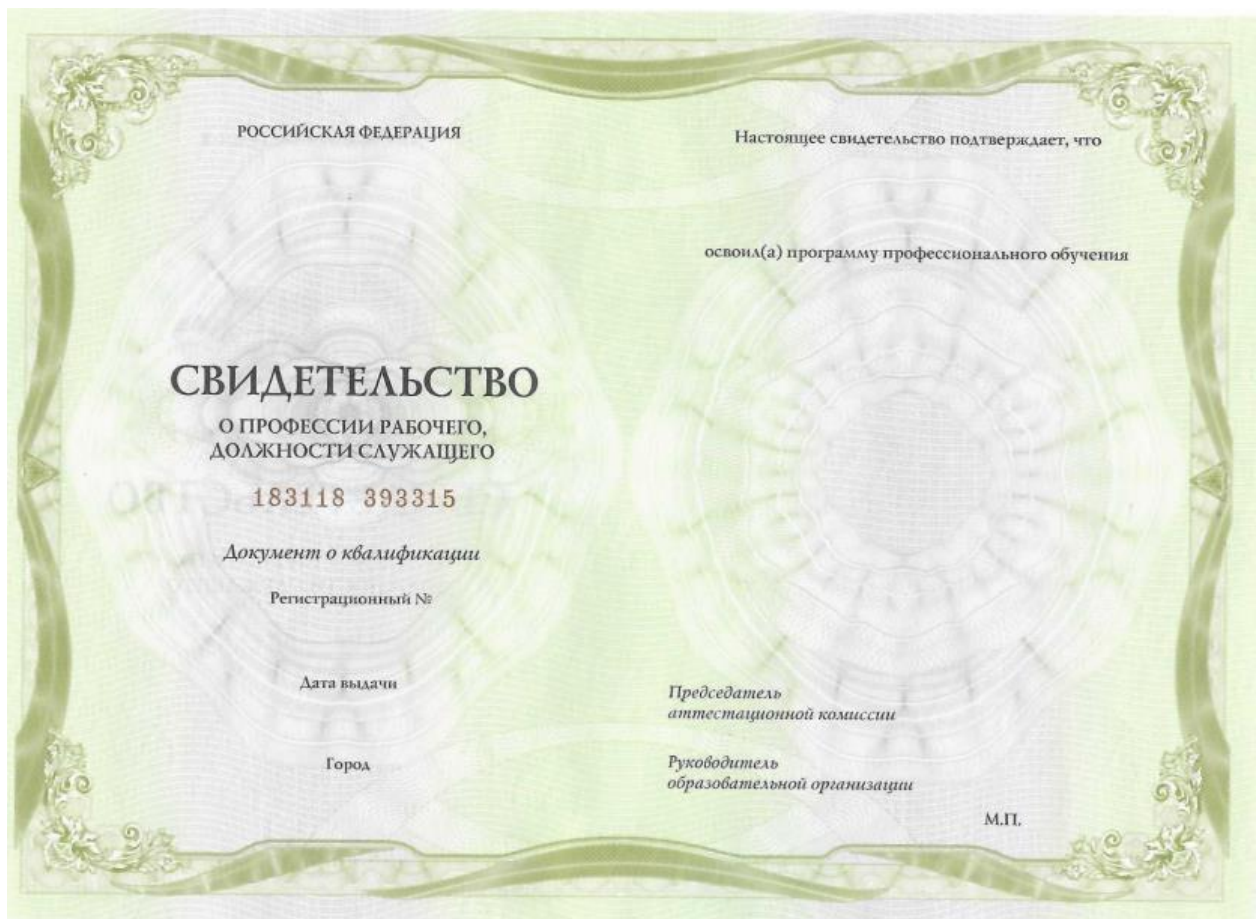 РОССИЙСКАЯ ФЕДЕРАЦИЯ
СВИДЕТЕЛЬСТВО
О ПРОФЕССИИ РАБОЧЕГО,
ДОЛЖНОСТИ СЛУЖАЩЕГО
183118 393315
Документ о квалификации
Регистрационный №
Дата выдачи
Город
Настоящее свидетельство подтверждает, что
освоил(а) программу профессионального обучения
Председатель
аттестационной комиссии
Руководитель
образовательной организации
М.П.